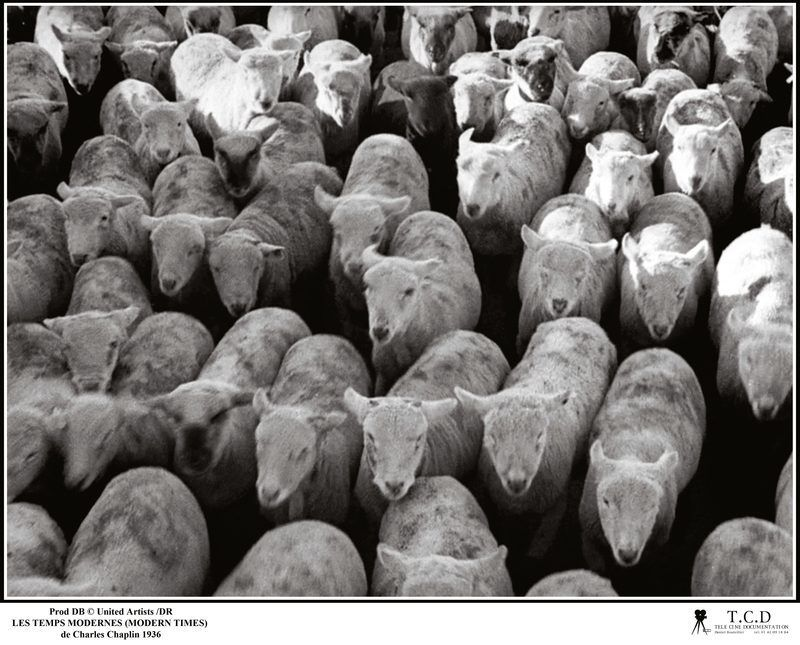 Prod DB © United Artists /DR
LES TEMPS MODERNES (MODERN TIMES)
de Charles Chaplin 1936
T.C.D
TELE CINE DOCUMENTATION